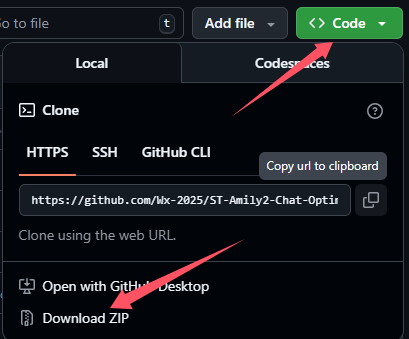 o to file t Add file Code
Local Codespaces
Clone
HTTPS SSH GitHub CLI
Copy url to clipboard
https://github.com/Wx-2025/ST-Amily2-Chat-Optim
Clone using the web URL.
Open with GitHub Desktop
Download ZIP